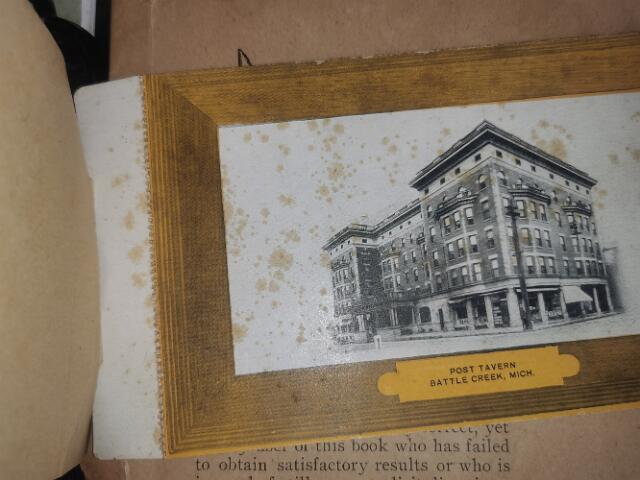 POST TAVERN
BATTLE CREEK, MICH.
yet
of this book who has failed
to obtain satisfactory results or who is